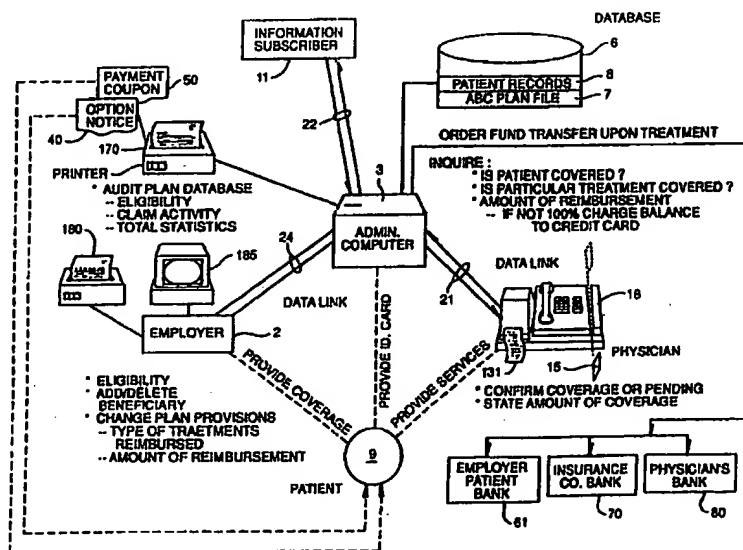 DATABASE
INFORMATION
SUBSCRIBER
11
22
6
PATIENT RECORDS
8
ABC PLAN FILE
7
PAYMENT
COUPON
50
OPTION
NOTICE
40
170
PRINTER
* AUDIT PLAN DATABASE
-- ELIGIBILITY
-- CLAIM ACTIVITY
-- TOTAL STATISTICS
ORDER FUND TRANSFER UPON TREATMENT
INQUIRE :
* IS PATIENT COVERED ?
* IS PARTICULAR TREATMENT COVERED ?
* AMOUNT OF REIMBURSEMENT
-- IF NOT 100% CHARGE BALANCE
TO CREDIT CARD
3
ADMIN.
COMPUTER
180
185
24
DATA LINK
EMPLOYER
2
DATA LINK
21
16
131
15
PHYSICIAN
PROVIDE COVERAGE
PROVIDE ID. CARD
PROVIDE SERVICES
* ELIGIBILITY
* ADD/DELETE
BENEFICIARY
* CHANGE PLAN PROVISIONS
-- TYPE OF TRAETMENTS
REIMBURSED
-- AMOUNT OF REIMBURSEMENT
* CONFIRM COVERAGE OR PENDING
* STATE AMOUNT OF COVERAGE
9
PATIENT
EMPLOYER
PATIENT
BANK
61
INSURANCE
CO. BANK
70
PHYSICIAN'S
BANK
60